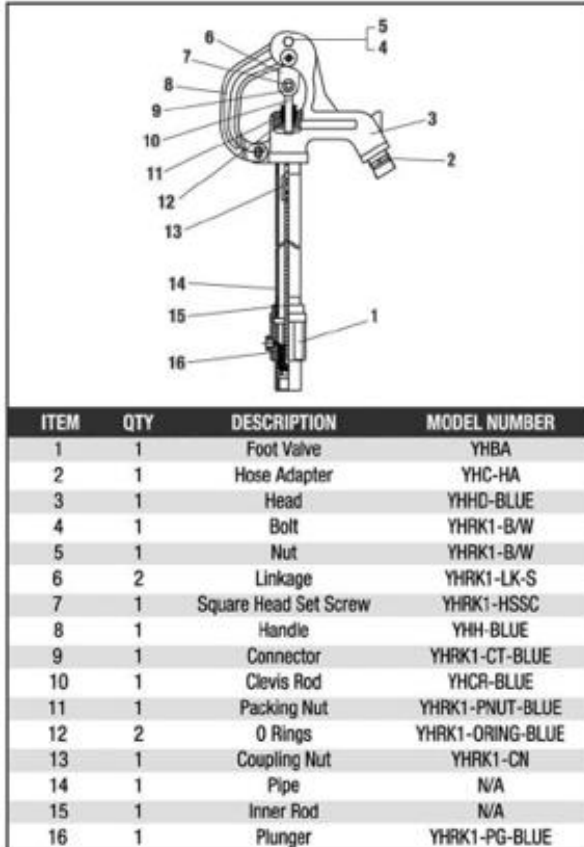 5
6
4
7
8
9
3
10
2
11
12
13
14
15
1
16
ITEM QTY DESCRIPTION MODEL NUMBER
1 1 Foot Valve YHBA
2 1 Hose Adapter YHC-HA
3 1 Head YHHD-BLUE
4 1 Bolt YHRK1-B/W
5 1 Nut YHRK1-B/W
6 2 Linkage YHRK1-LK-S
7 1 Square Head Set Screw YHRK1-HSSC
8 1 Handle YHH-BLUE
9 1 Connector YHRK1-CT-BLUE
10 1 Clevis Rod YHCR-BLUE
11 1 Packing Nut YHRK1-PNUT-BLUE
12 2 O Rings YHRK1-ORING-BLUE
13 1 Coupling Nut YHRK1-CN
14 1 Pipe N/A
15 1 Inner Rod N/A
16 1 Plunger YHRK1-PG-BLUE